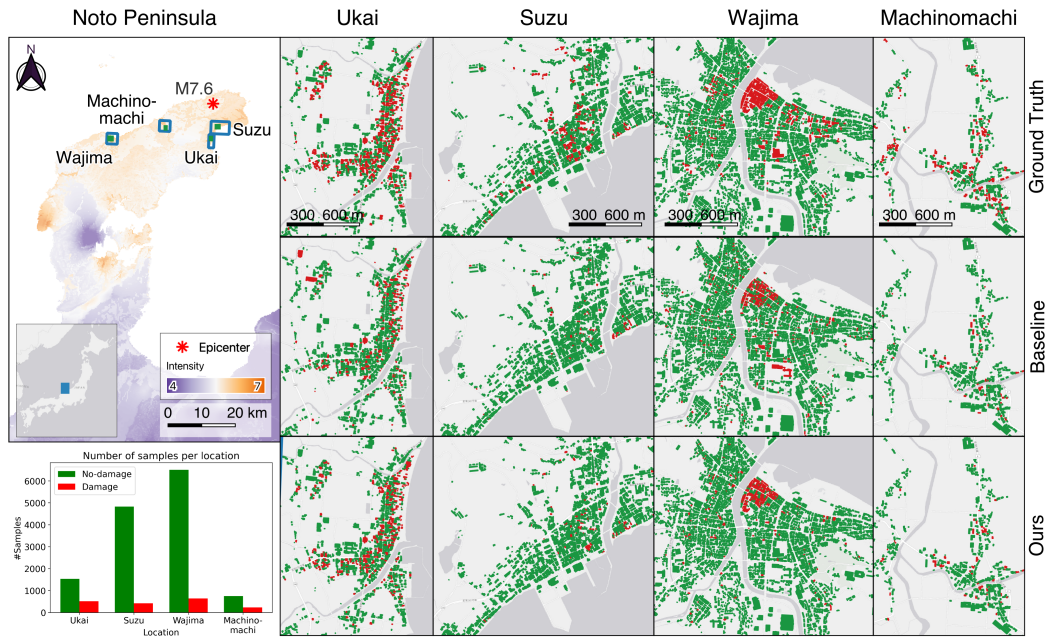 Noto Peninsula
Ukai
Suzu
Wajima
Machinomachi
N
M7.6
Machino-
machi
Suzu
Wajima
Ukai
Epicenter
Intensity
4
7
0 10 20 km
300 600 m
300 600 m
300 600 m
300 600 m
Ground Truth
Baseline
Ours
Number of samples per location
No-damage
Damage
#Samples
6000
5000
4000
3000
2000
1000
0
Ukai
Suzu
Wajima
Machino-
machi
Location